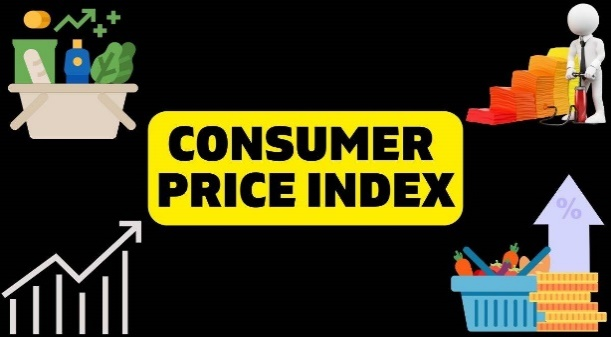 CONSUMER
PRICE INDEX
%